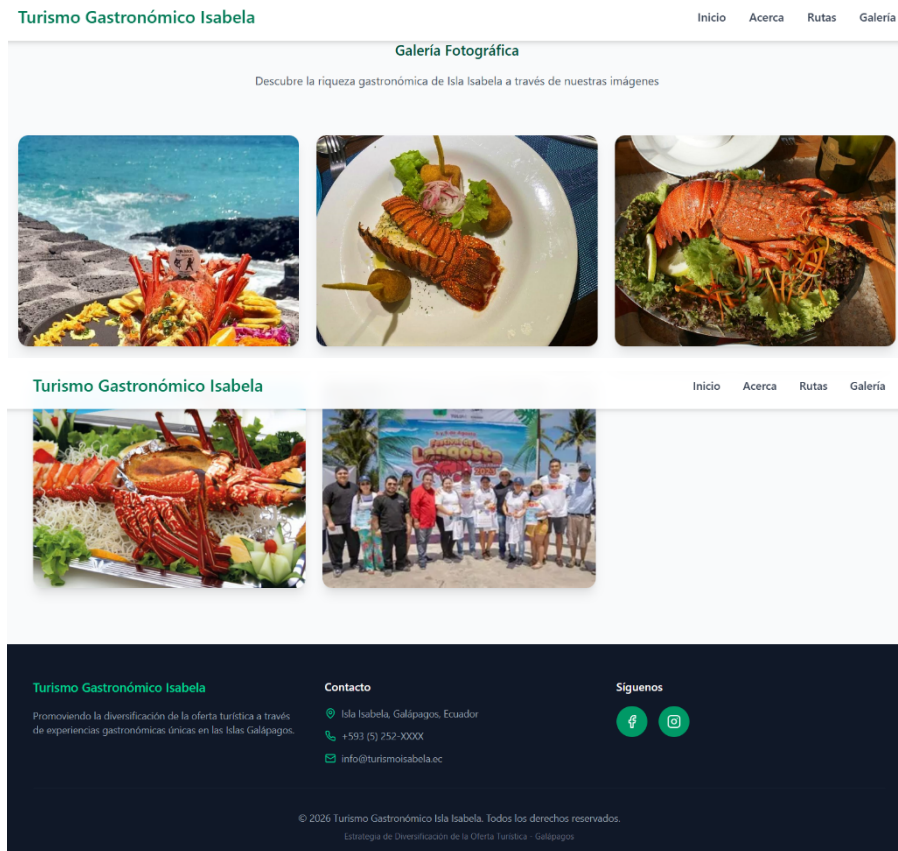 Turismo Gastronómico Isabela
Inicio Acerca Rutas Galería
Galería Fotográfica
Descubre la riqueza gastronómica de Isla Isabela a través de nuestras imágenes
Turismo Gastronómico Isabela
Inicio Acerca Rutas Galería
Langosta
Turismo Gastronómico Isabela
Promoviendo la diversificación de la oferta turística a través
de experiencias gastronómicas únicas en las Islas Galápagos.
Contacto
Isla Isabela, Galápagos, Ecuador
+593 (5) 252-XXXX
info@turismoisabela.ec
Síguenos
© 2026 Turismo Gastronómico Isla Isabela. Todos los derechos reservados.
Estrategia de Diversificación de la Oferta Turística - Galápagos